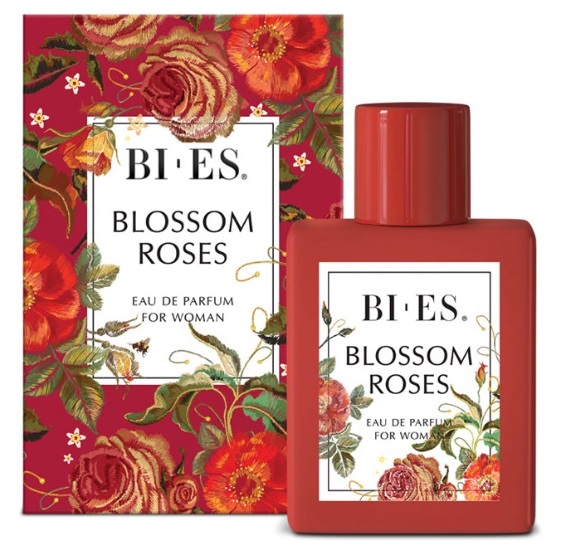 BI·ES®
BLOSSOM
ROSES
EAU DE PARFUM
FOR WOMAN
BI·ES®
BLOSSOM
ROSES
EAU DE PARFUM
FOR WOMAN